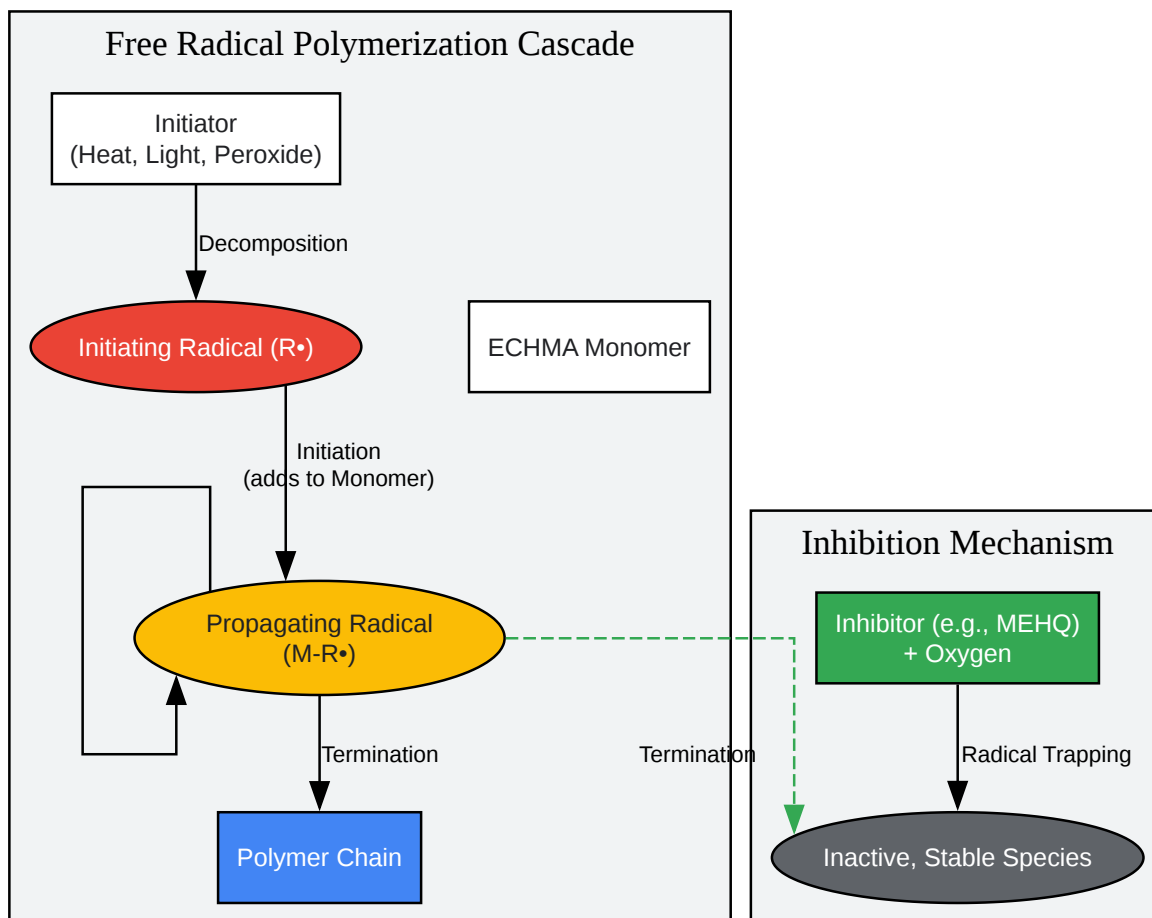 Free Radical Polymerization Cascade
Initiator
(Heat, Light, Peroxide)
Decomposition
Initiating Radical (R•)
ECHMA Monomer
Initiation
(adds to Monomer)
Propagating Radical
(M-R•)
Termination
Polymer Chain
Termination
Inhibition Mechanism
Inhibitor (e.g., MEHQ)
+ Oxygen
Radical Trapping
Inactive, Stable Species